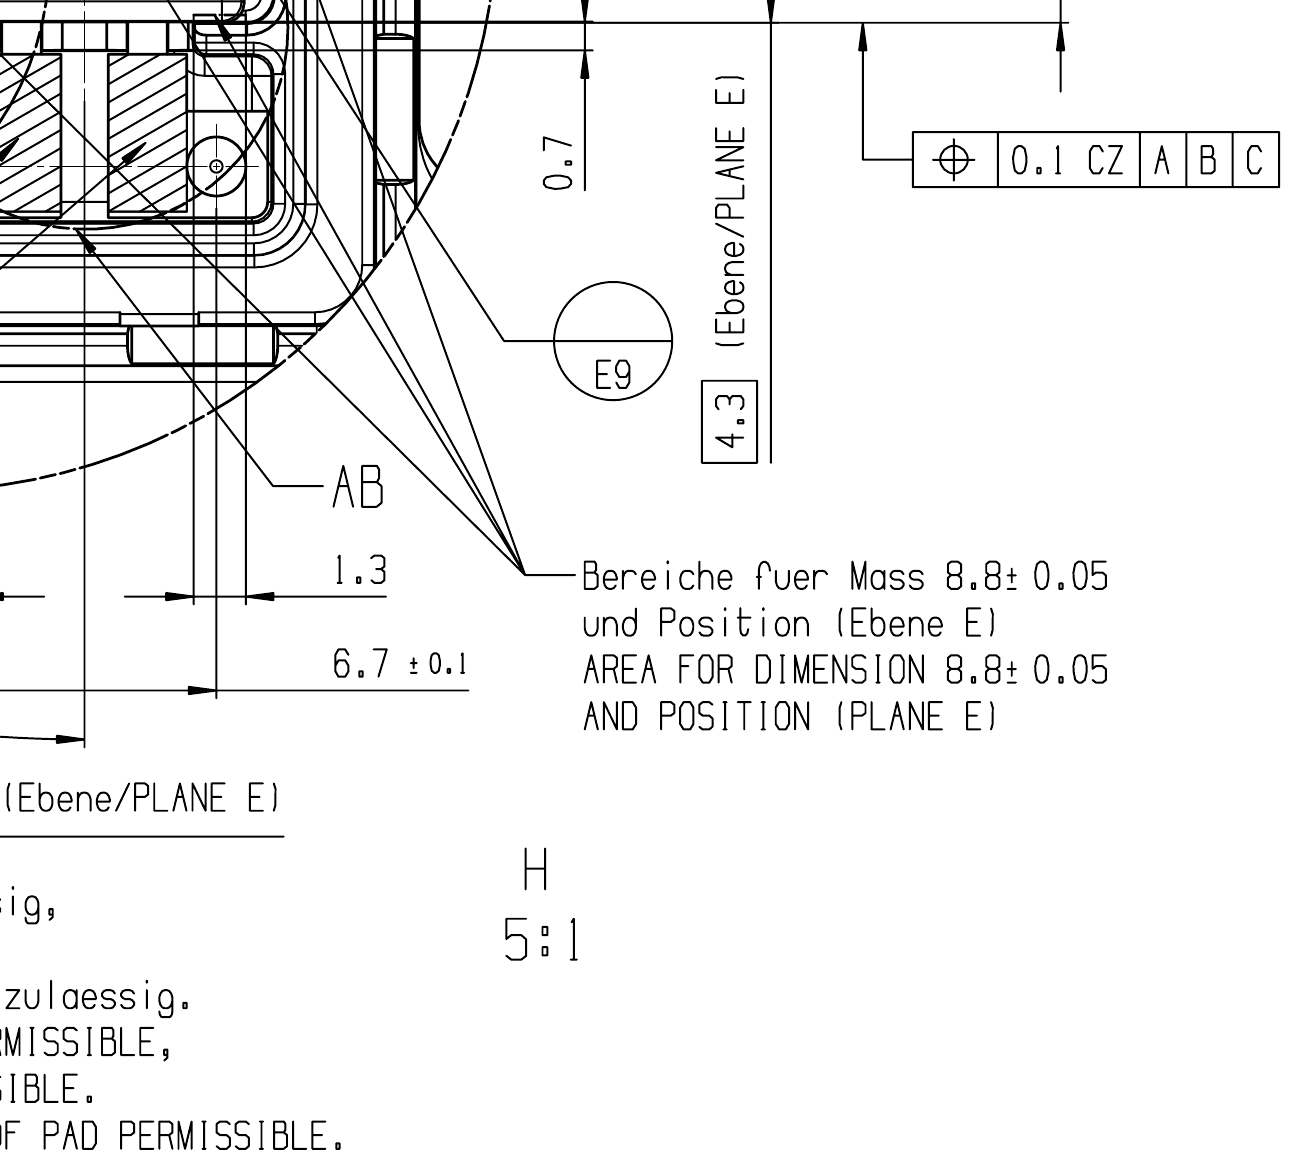 0.7
(Ebene/PLANE E)
4.3
0.1 CZ A B C
E9
AB
1.3
6.7 ± 0.1
Bereiche fuer Mass 8.8± 0.05
und Position (Ebene E)
AREA FOR DIMENSION 8.8± 0.05
AND POSITION (PLANE E)
(Ebene/PLANE E)
H
5:1
sig,
zulaessig.
RMISSIBLE,
SIBLE.
OF PAD PERMISSIBLE.